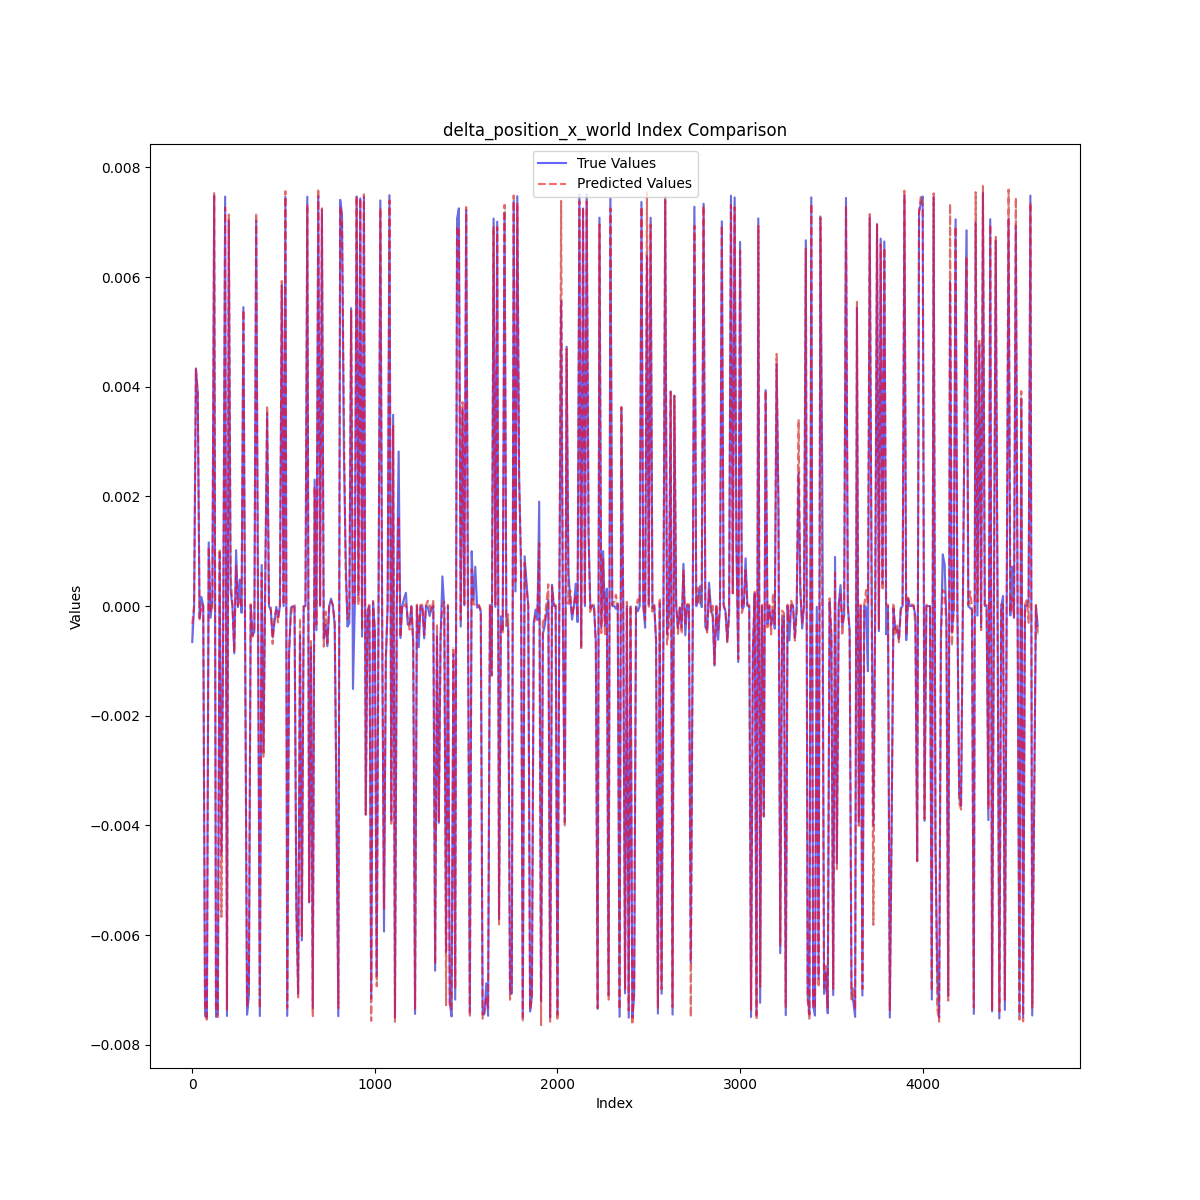 delta_position_x_world Index Comparison
True Values
Predicted Values
0.008
0.006
0.004
0.002
0.000
−0.002
−0.004
−0.006
−0.008
Values
0 1000 2000 3000 4000
Index